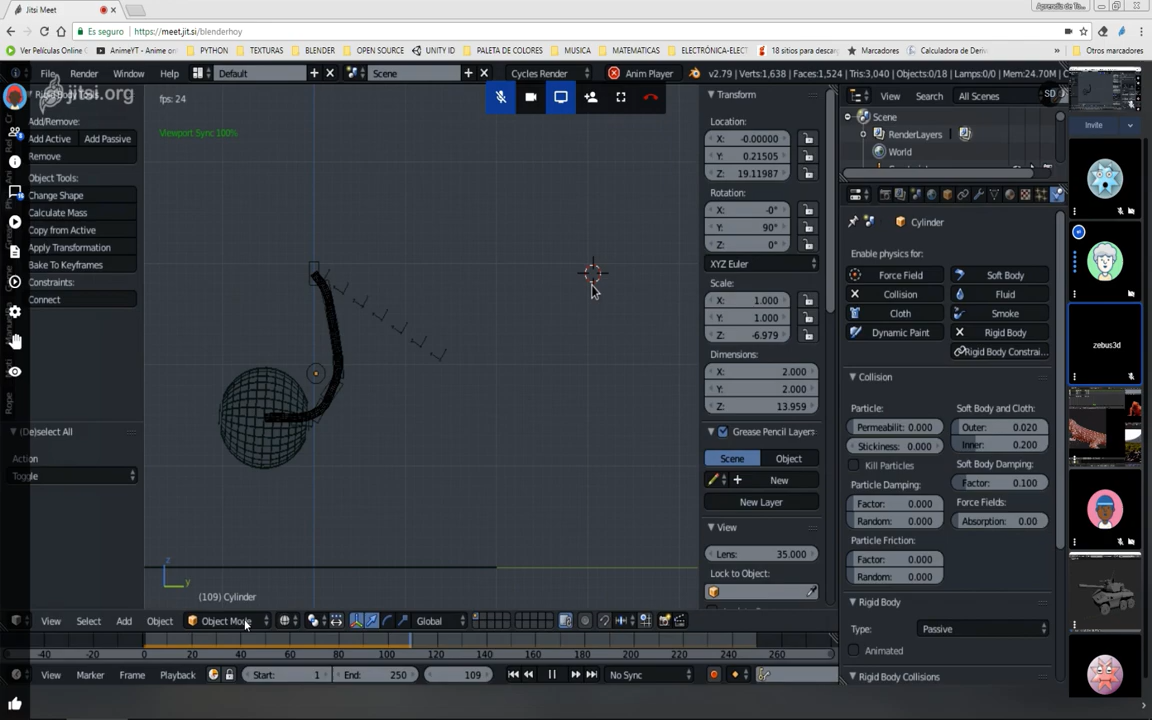 Jitsi Meet
Aprendiz de To...
Es seguro
https://meet.jit.si/blenderhoy
Ver Películas Online
AnimeYT - Anime on
PYTHON
TEXTURAS
BLENDER
OPEN SOURCE
UNITY ID
PALETA DE COLORES
MUSICA
MATEMATICAS
ELECTRÓNICA-ELECT
18 sitios para descar
Marcadores
Calculadora de Deri
Otros marcadores
File
Render
Window
Help
Default
Scene
Cycles Render
Anim Player
v2.79 | Verts:1,638 | Faces:1,524 | Tris:3,040 | Objects:0/18 | Lamps:0/0 | Mem:24.70M
jitsi.org
fps: 24
Viewport Sync 100%
Add/Remove:
Add Active
Add Passive
Remove
Object Tools:
Change Shape
Calculate Mass
Copy from Active
Apply Transformation
Bake To Keyframes
Constraints:
Connect
(De)select All
Action
Toggle
(109) Cylinder
Transform
Location:
X: -0.00000
Y: 0.21505
Z: 19.11987
Rotation:
X: -0°
Y: 90°
Z: 0°
XYZ Euler
Scale:
X: 1.000
Y: 1.000
Z: -6.979
Dimensions:
X: 2.000
Y: 2.000
Z: 13.959
Grease Pencil Layers
Scene
Object
New
New Layer
View
Lens: 35.000
Lock to Object:
View
Search
All Scenes
SD
Scene
RenderLayers
World
Cylinder
Enable physics for:
Force Field
Soft Body
Collision
Fluid
Cloth
Smoke
Dynamic Paint
Rigid Body
Rigid Body Constrai...
Collision
Particle:
Soft Body and Cloth:
Permeabilit: 0.000
Outer: 0.020
Stickiness: 0.000
Inner: 0.200
Kill Particles
Soft Body Damping:
Particle Damping:
Factor: 0.100
Factor: 0.000
Force Fields:
Random: 0.000
Absorption: 0.00
Particle Friction:
Factor: 0.000
Random: 0.000
Rigid Body
Type:
Passive
Animated
Rigid Body Collisions
Invite
zebus3d
View
Select
Add
Object
Object Mode
Global
-40
-20
0
20
40
60
80
100
120
140
160
180
200
220
240
260
View
Marker
Frame
Playback
Start: 1
End: 250
109
No Sync